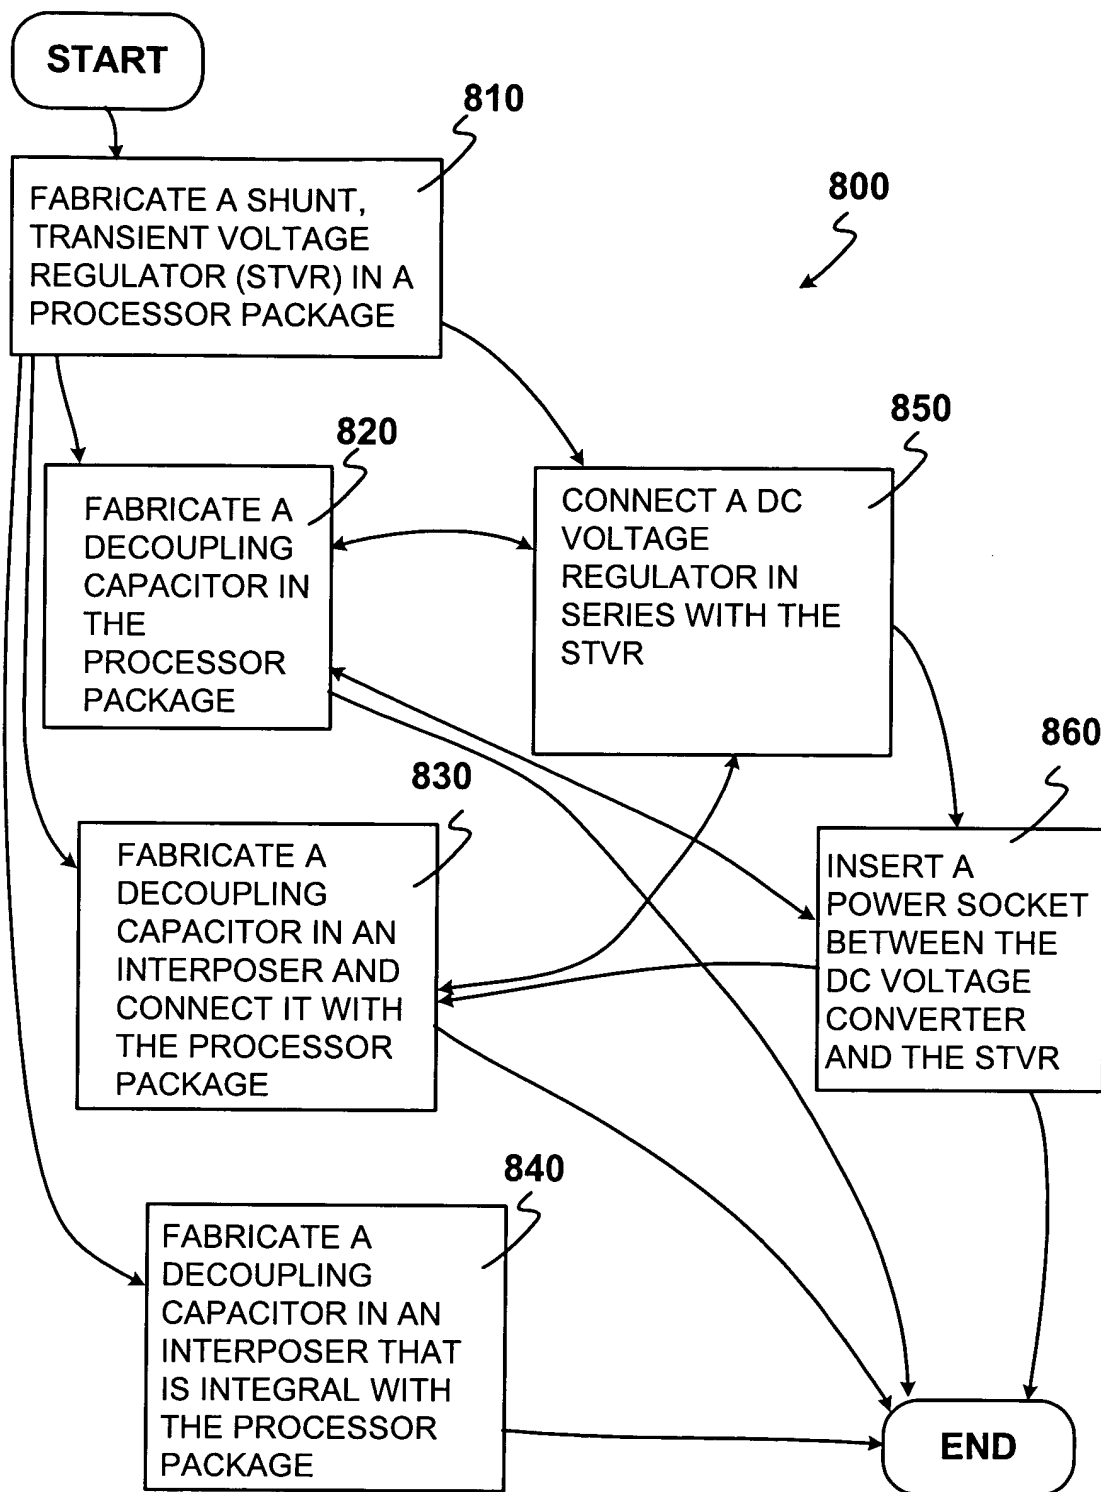 START
810
FABRICATE A SHUNT,
TRANSIENT VOLTAGE
REGULATOR (STVR) IN A
PROCESSOR PACKAGE
800
820
FABRICATE A
DECOUPLING
CAPACITOR IN
THE
PROCESSOR
PACKAGE
850
CONNECT A DC
VOLTAGE
REGULATOR IN
SERIES WITH THE
STVR
830
FABRICATE A
DECOUPLING
CAPACITOR IN AN
INTERPOSER AND
CONNECT IT WITH
THE PROCESSOR
PACKAGE
860
INSERT A
POWER SOCKET
BETWEEN THE
DC VOLTAGE
CONVERTER
AND THE STVR
840
FABRICATE A
DECOUPLING
CAPACITOR IN AN
INTERPOSER THAT
IS INTEGRAL WITH
THE PROCESSOR
PACKAGE
END